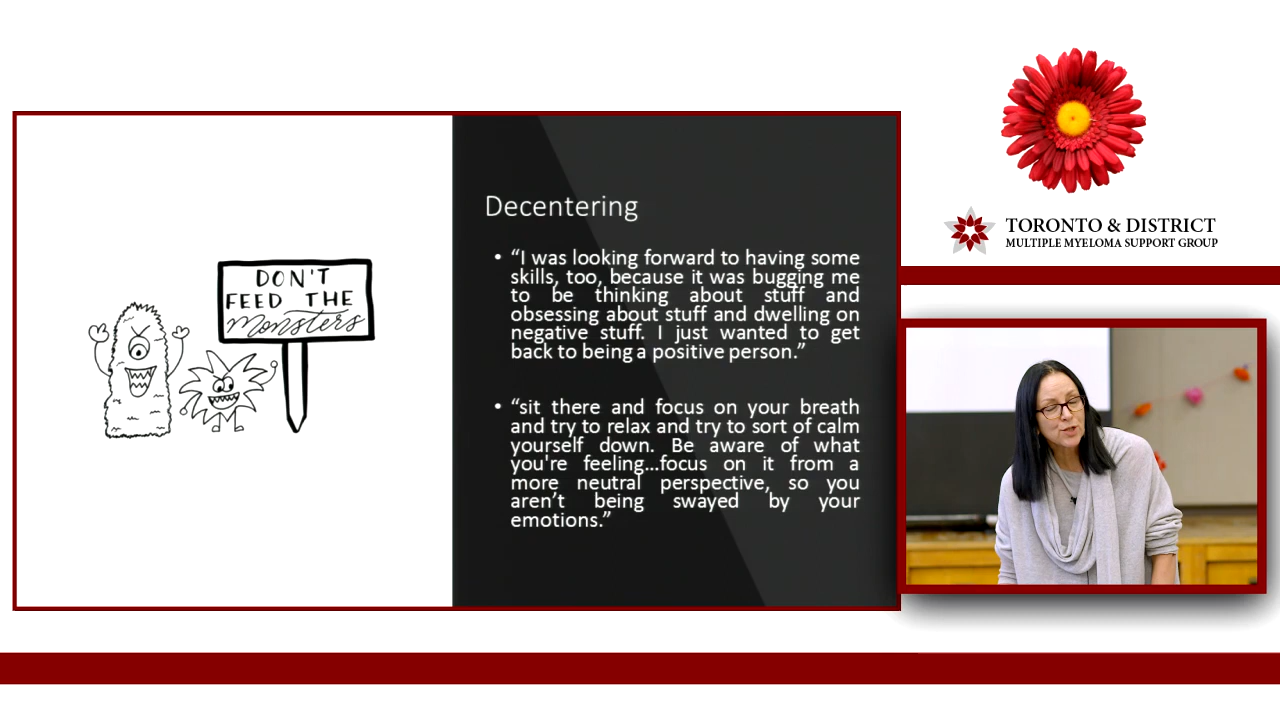 DON'T
FEED THE
Monsters
Decentering
• “I was looking forward to having some
skills, too, because it was bugging me
to be thinking about stuff and
obsessing about stuff and dwelling on
negative stuff. I just wanted to get
back to being a positive person.”
• “sit there and focus on your breath
and try to relax and try to sort of calm
yourself down. Be aware of what
you're feeling...focus on it from a
more neutral perspective, so you
aren’t being swayed by your
emotions.”
TORONTO & DISTRICT
MULTIPLE MYELOMA SUPPORT GROUP